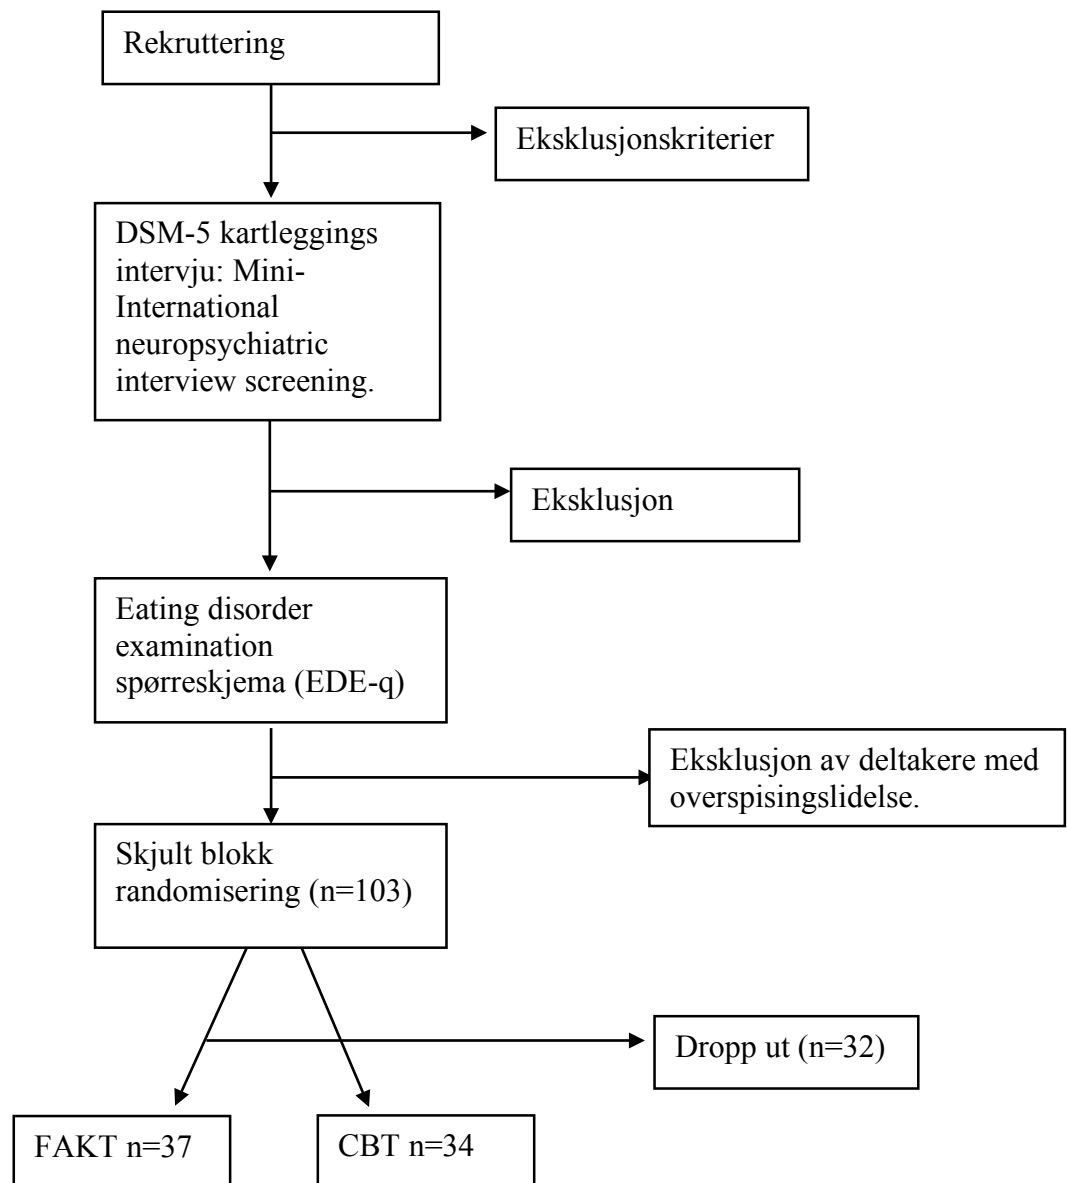 Rekruttering
Eksklusjonskriterier
DSM-5 kartleggings
intervju: Mini-
International
neuropsychiatric
interview screening.
Eksklusjon
Eating disorder
examination
spørreskjema (EDE-q)
Eksklusjon av deltakere med
overspisingslidelse.
Skjult blokk
randomisering (n=103)
Dropp ut (n=32)
FAKT n=37
CBT n=34